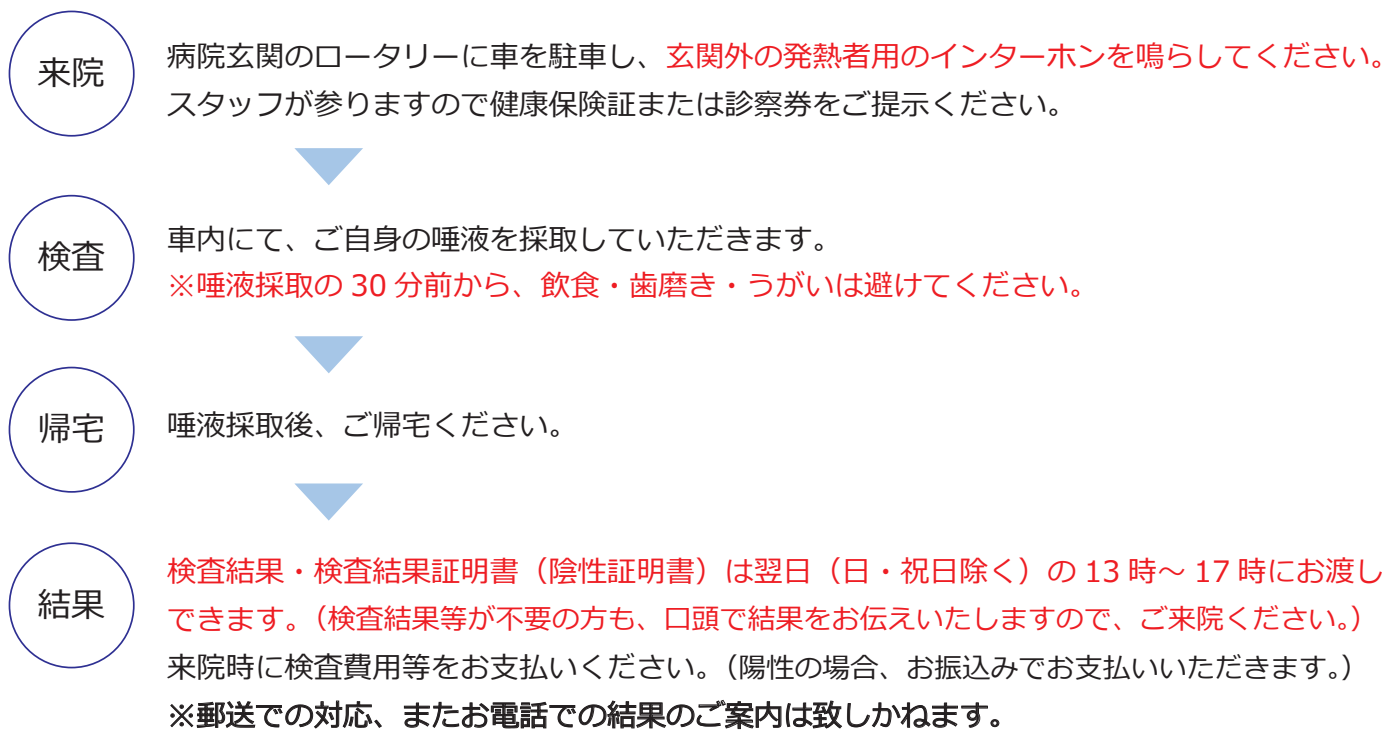 来院
病院玄関のロータリーに車を駐車し、玄関外の発熱者用のインターホンを鳴らしてください。
スタッフが参りますので健康保険証または診察券をご提示ください。
検査
車内にて、ご自身の唾液を採取していただきます。
※唾液採取の 30 分前から、飲食・歯磨き・うがいは避けてください。
帰宅
唾液採取後、ご帰宅ください。
結果
検査結果・検査結果証明書（陰性証明書）は翌日（日・祝日除く）の 13 時～ 17 時にお渡し
できます。（検査結果等が不要の方も、口頭で結果をお伝えいたしますので、ご来院ください。）
来院時に検査費用等をお支払いください。（陽性の場合、お振込みでお支払いいただきます。）
※郵送での対応、またお電話での結果のご案内は致しかねます。